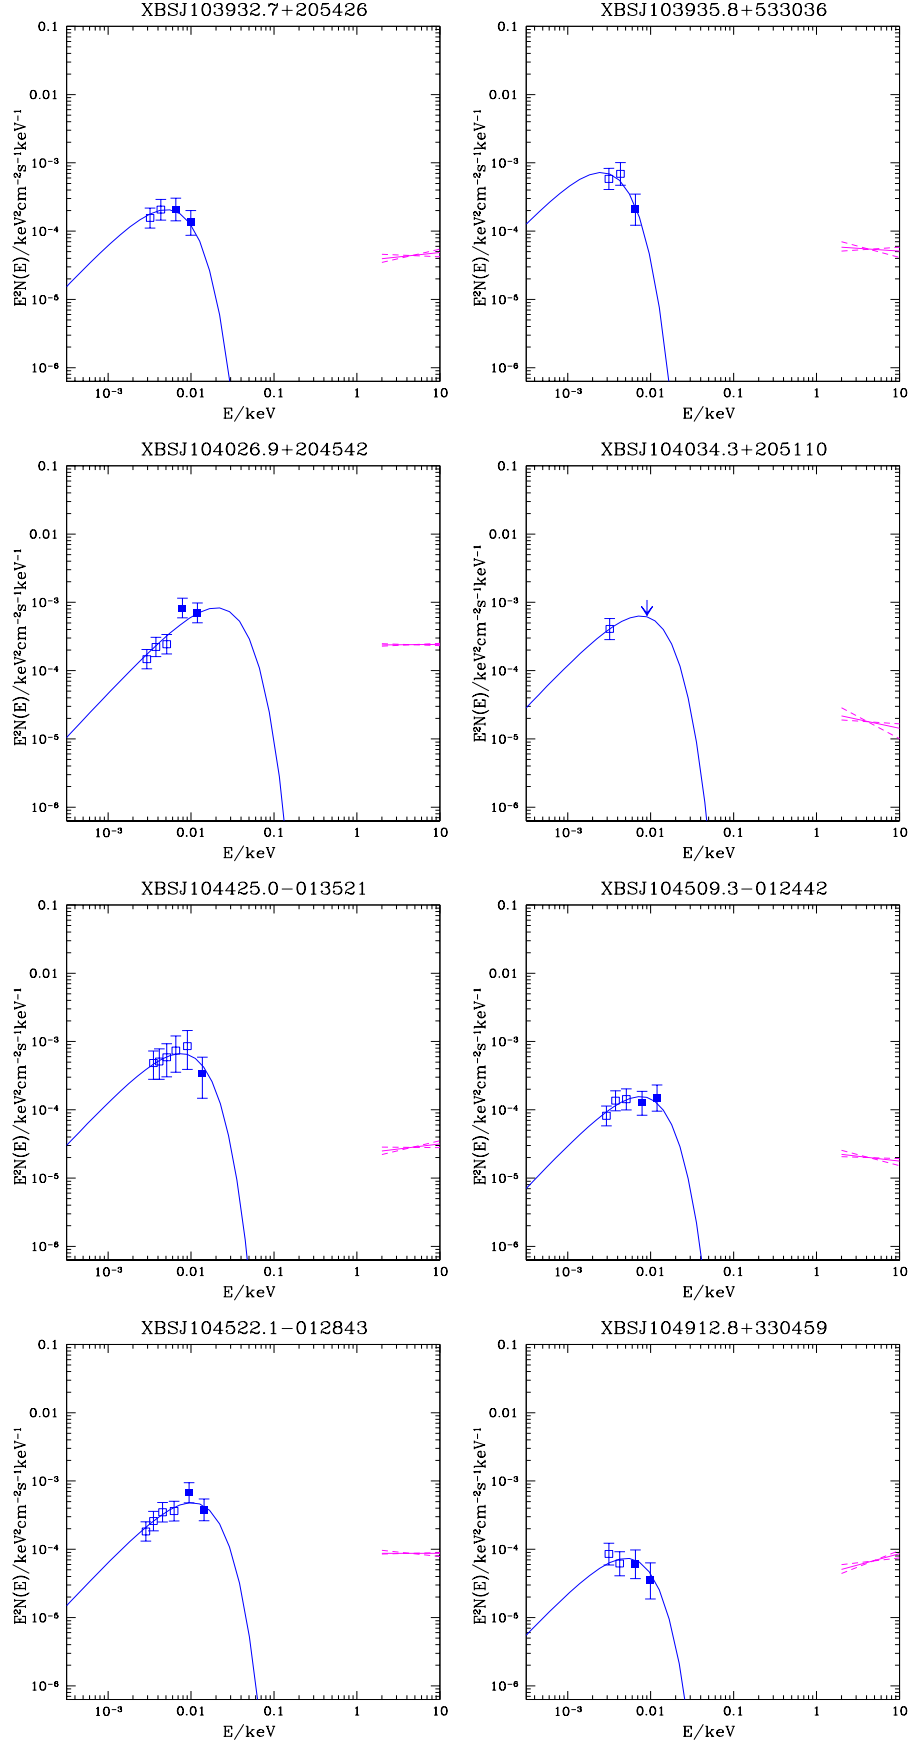 XBSJ103932.7+205426
0.1
0.01
10⁻³
10⁻⁴
10⁻⁵
10⁻⁶
E²N(E)/keV²cm⁻²s⁻¹keV⁻¹
10⁻³ 0.01 0.1 1 10
E/keV
XBSJ103935.8+533036
0.1
0.01
10⁻³
10⁻⁴
10⁻⁵
10⁻⁶
E²N(E)/keV²cm⁻²s⁻¹keV⁻¹
10⁻³ 0.01 0.1 1 10
E/keV
XBSJ104026.9+204542
0.1
0.01
10⁻³
10⁻⁴
10⁻⁵
10⁻⁶
E²N(E)/keV²cm⁻²s⁻¹keV⁻¹
10⁻³ 0.01 0.1 1 10
E/keV
XBSJ104034.3+205110
0.1
0.01
10⁻³
10⁻⁴
10⁻⁵
10⁻⁶
E²N(E)/keV²cm⁻²s⁻¹keV⁻¹
10⁻³ 0.01 0.1 1 10
E/keV
XBSJ104425.0−013521
0.1
0.01
10⁻³
10⁻⁴
10⁻⁵
10⁻⁶
E²N(E)/keV²cm⁻²s⁻¹keV⁻¹
10⁻³ 0.01 0.1 1 10
E/keV
XBSJ104509.3−012442
0.1
0.01
10⁻³
10⁻⁴
10⁻⁵
10⁻⁶
E²N(E)/keV²cm⁻²s⁻¹keV⁻¹
10⁻³ 0.01 0.1 1 10
E/keV
XBSJ104522.1−012843
0.1
0.01
10⁻³
10⁻⁴
10⁻⁵
10⁻⁶
E²N(E)/keV²cm⁻²s⁻¹keV⁻¹
10⁻³ 0.01 0.1 1 10
E/keV
XBSJ104912.8+330459
0.1
0.01
10⁻³
10⁻⁴
10⁻⁵
10⁻⁶
E²N(E)/keV²cm⁻²s⁻¹keV⁻¹
10⁻³ 0.01 0.1 1 10
E/keV